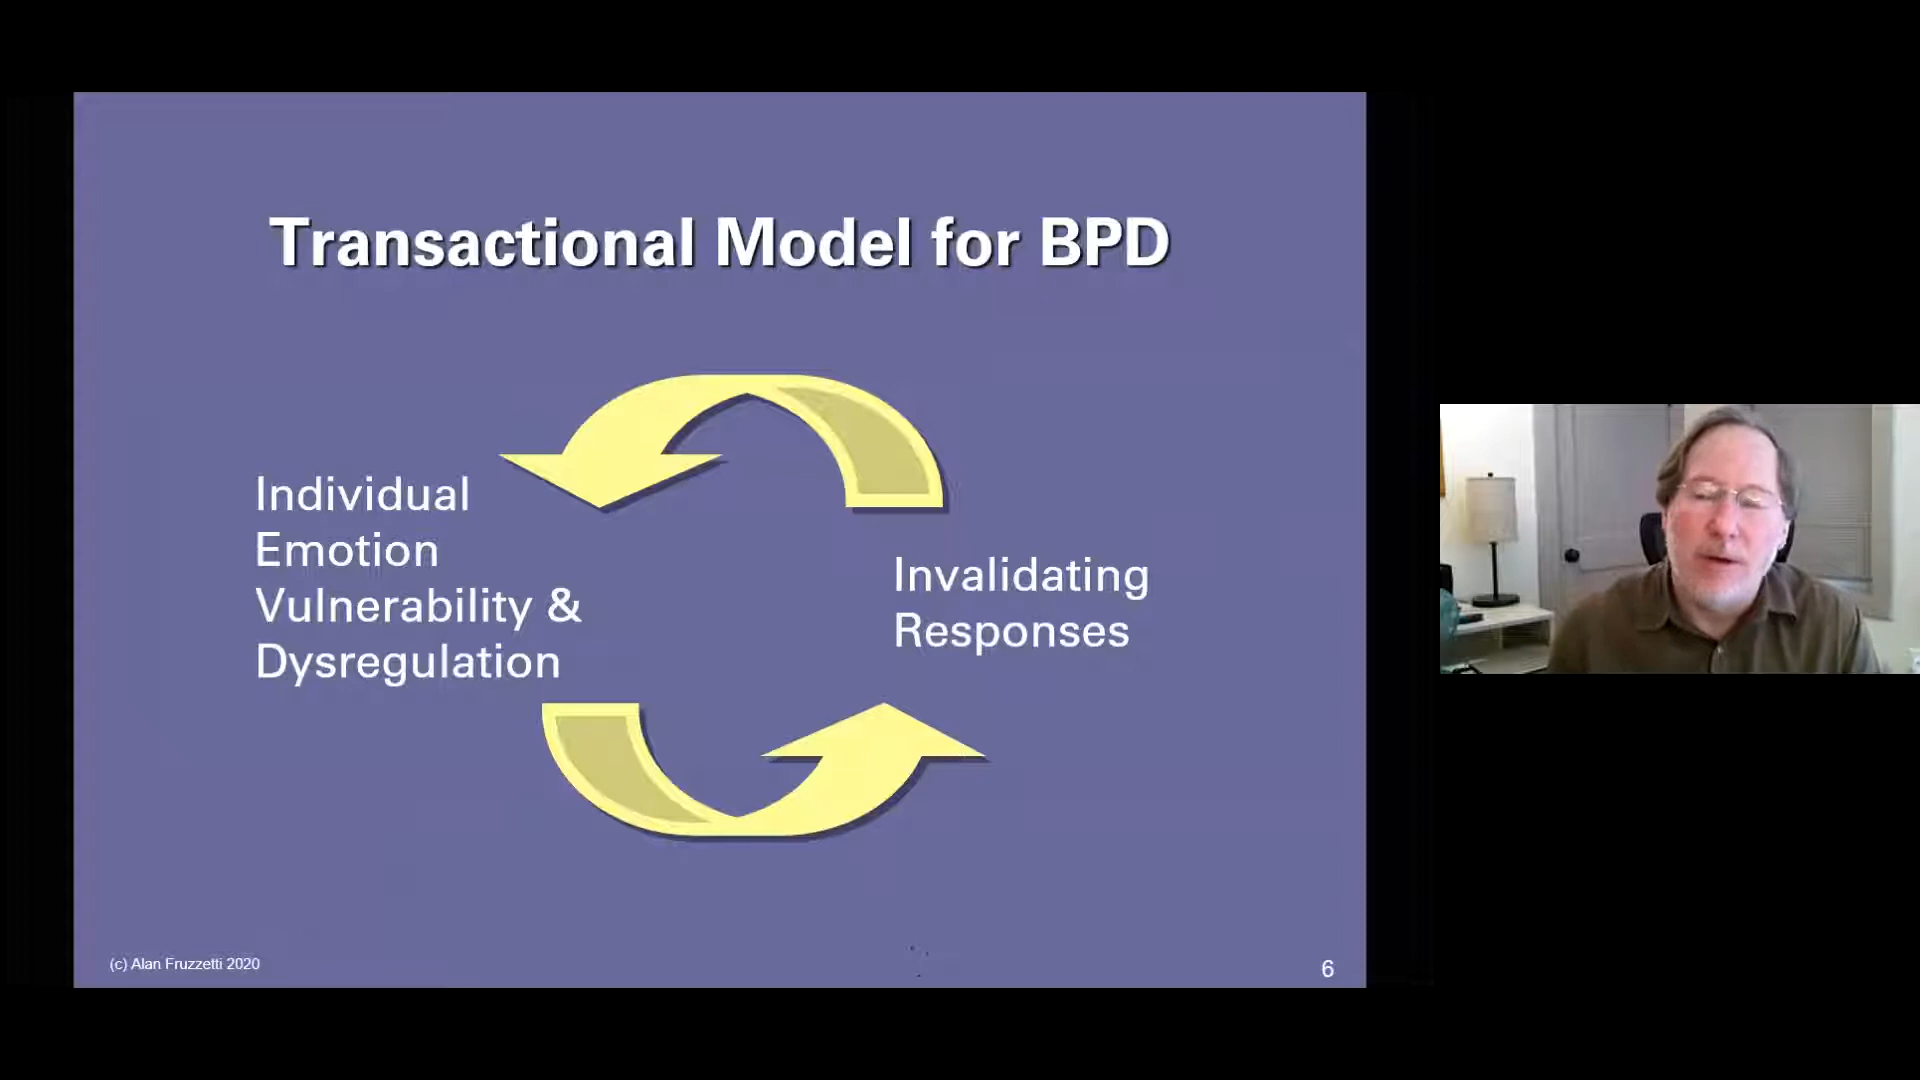 Transactional Model for BPD
Individual
Emotion
Vulnerability &
Dysregulation
Invalidating
Responses
(c) Alan Fruzzetti 2020
6